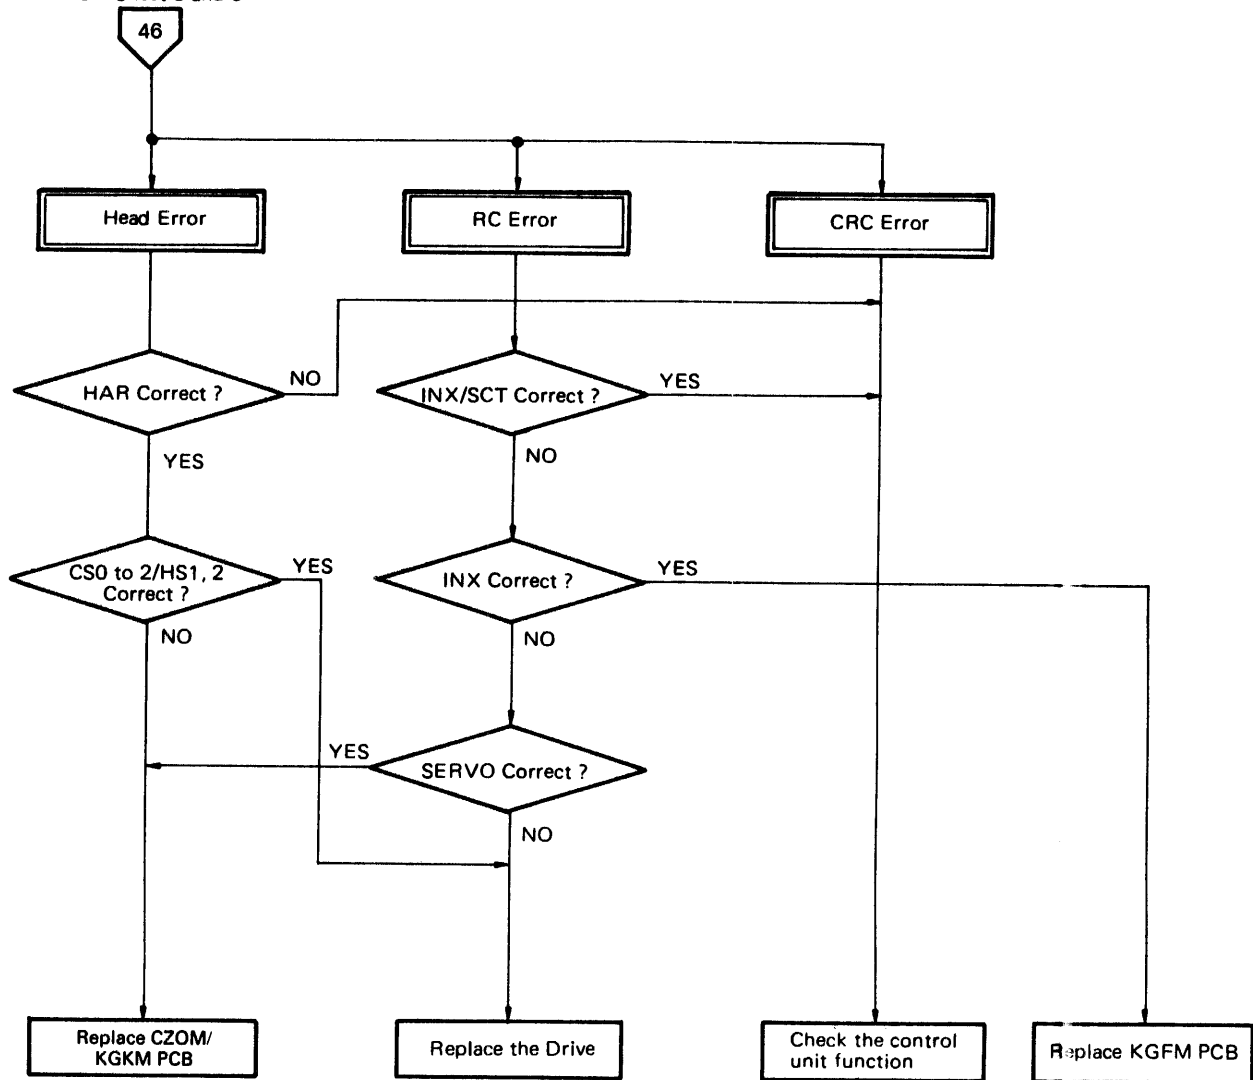 46
Head Error
RC Error
CRC Error
HAR Correct ?
NO
INX/SCT Correct ?
YES
YES
NO
CS0 to 2/HS1, 2
Correct ?
YES
INX Correct ?
YES
NO
NO
YES
SERVO Correct ?
NO
Replace CZOM/
KGKM PCB
Replace the Drive
Check the control
unit function
Replace KGFM PCB